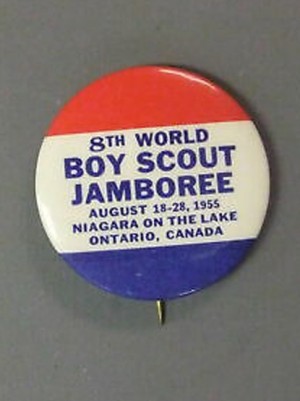 8TH WORLD
BOY SCOUT
JAMBOREE
AUGUST 18-28, 1955
NIAGARA ON THE LAKE
ONTARIO, CANADA